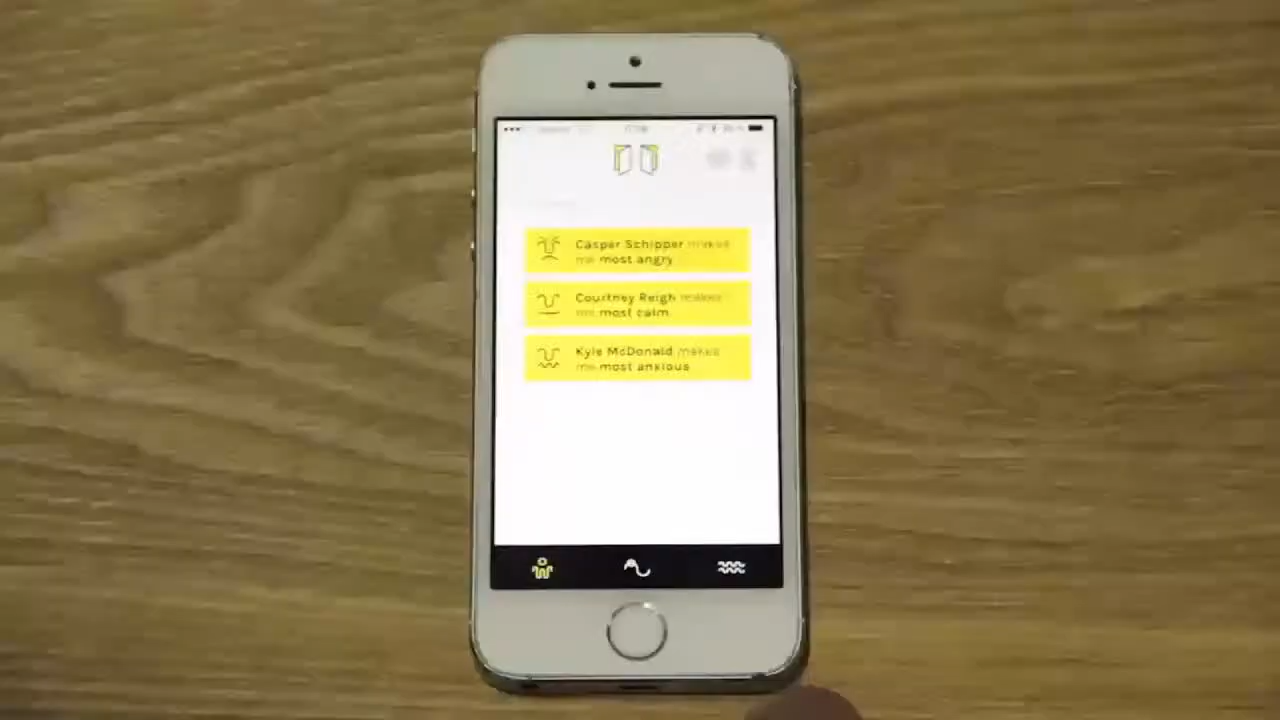 Casper Schipper makes
me most angry
Courtney Reigh makes
me most calm
Kyle McDonald makes
me most anxious